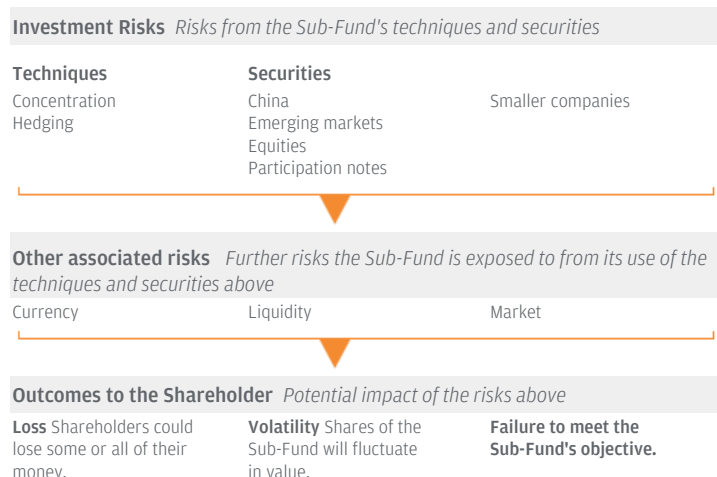 Investment Risks Risks from the Sub-Fund's techniques and securities
Techniques Securities
Concentration China Smaller companies
Hedging Emerging markets
Equities
Participation notes
Other associated risks Further risks the Sub-Fund is exposed to from its use of the
techniques and securities above
Currency Liquidity Market
Outcomes to the Shareholder Potential impact of the risks above
Loss Shareholders could
lose some or all of their
money.
Volatility Shares of the
Sub-Fund will fluctuate
in value.
Failure to meet the
Sub-Fund's objective.